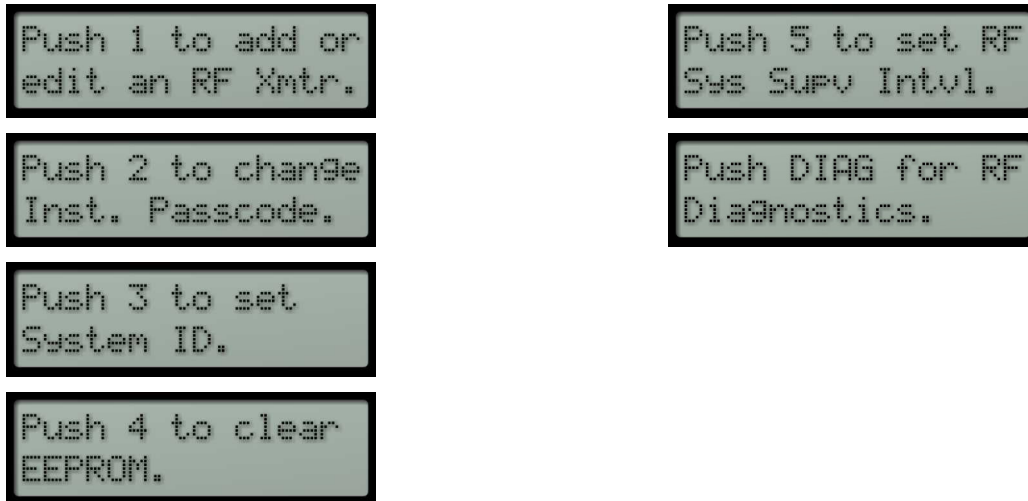 Push 1 to add or
edit an RF Xmtr.
Push 2 to change
Inst. Passcode.
Push 3 to set
System ID.
Push 4 to clear
EEPROM.
Push 5 to set RF
Sys Supv Intvl.
Push DIAG for RF
Diagnostics.